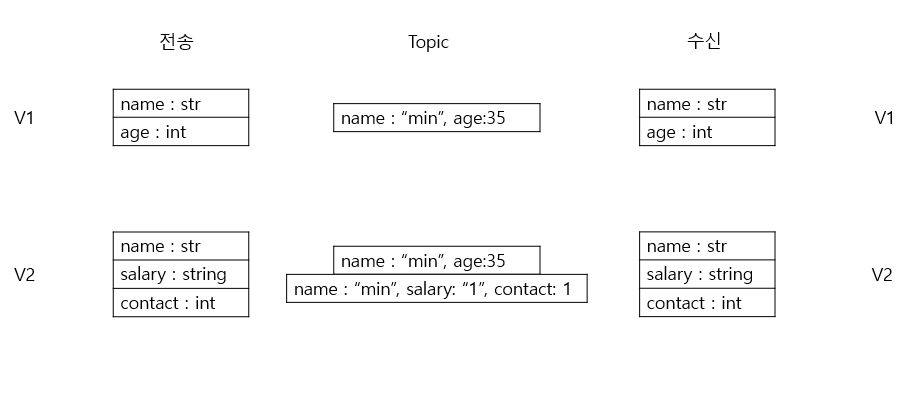 전송 Topic 수신
V1 name : str name : “min”, age:35 name : str V1
age : int age : int
V2 name : str name : “min”, age:35 name : str V2
salary : string name : “min”, salary: “1”, contact: 1 salary : string
contact : int contact : int